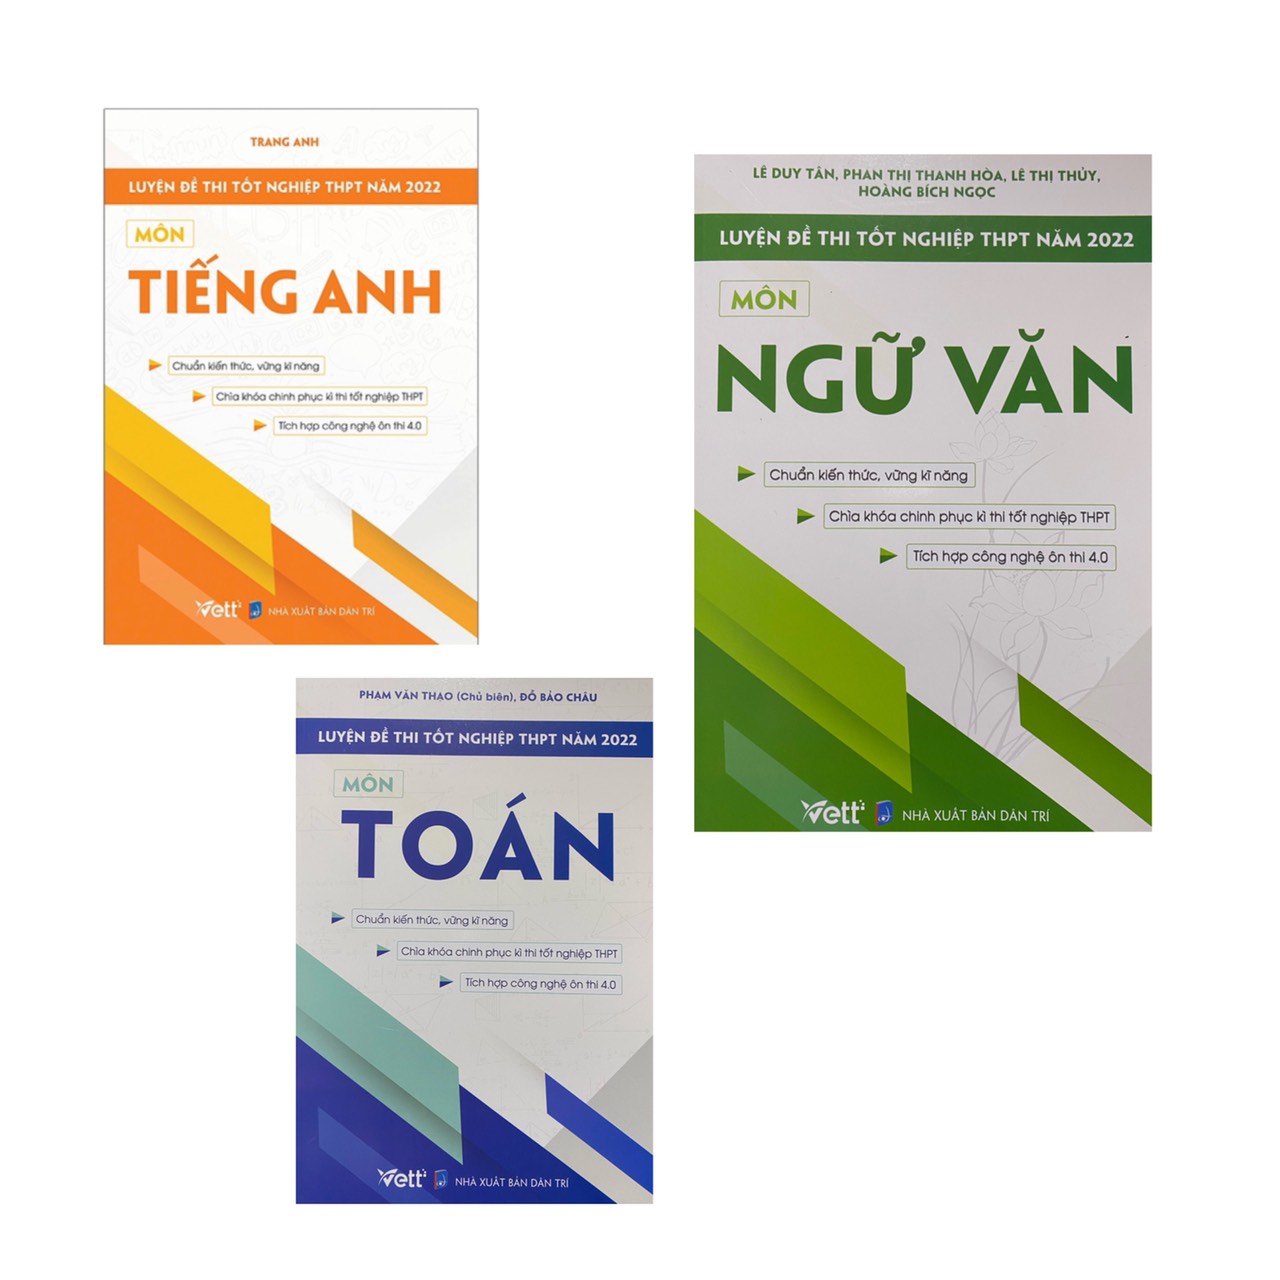 TRANG ANH
LUYỆN ĐỀ THI TỐT NGHIỆP THPT NĂM 2022
MÔN
TIẾNG ANH
Chuẩn kiến thức, vững kĩ năng
Chìa khóa chinh phục kì thi tốt nghiệp THPT
Tích hợp công nghệ ôn thi 4.0
Vett
NHÀ XUẤT BẢN DÂN TRÍ
LÊ DUY TÂN, PHAN THỊ THANH HÒA, LÊ THỊ THỦY,
HOÀNG BÍCH NGỌC
LUYỆN ĐỀ THI TỐT NGHIỆP THPT NĂM 2022
MÔN
NGỮ VĂN
Chuẩn kiến thức, vững kĩ năng
Chìa khóa chinh phục kì thi tốt nghiệp THPT
Tích hợp công nghệ ôn thi 4.0
Vett
NHÀ XUẤT BẢN DÂN TRÍ
PHẠM VĂN THẠO (Chủ biên), ĐỖ BẢO CHÂU
LUYỆN ĐỀ THI TỐT NGHIỆP THPT NĂM 2022
MÔN
TOÁN
Chuẩn kiến thức, vững kĩ năng
Chìa khóa chinh phục kì thi tốt nghiệp THPT
Tích hợp công nghệ ôn thi 4.0
Vett
NHÀ XUẤT BẢN DÂN TRÍ